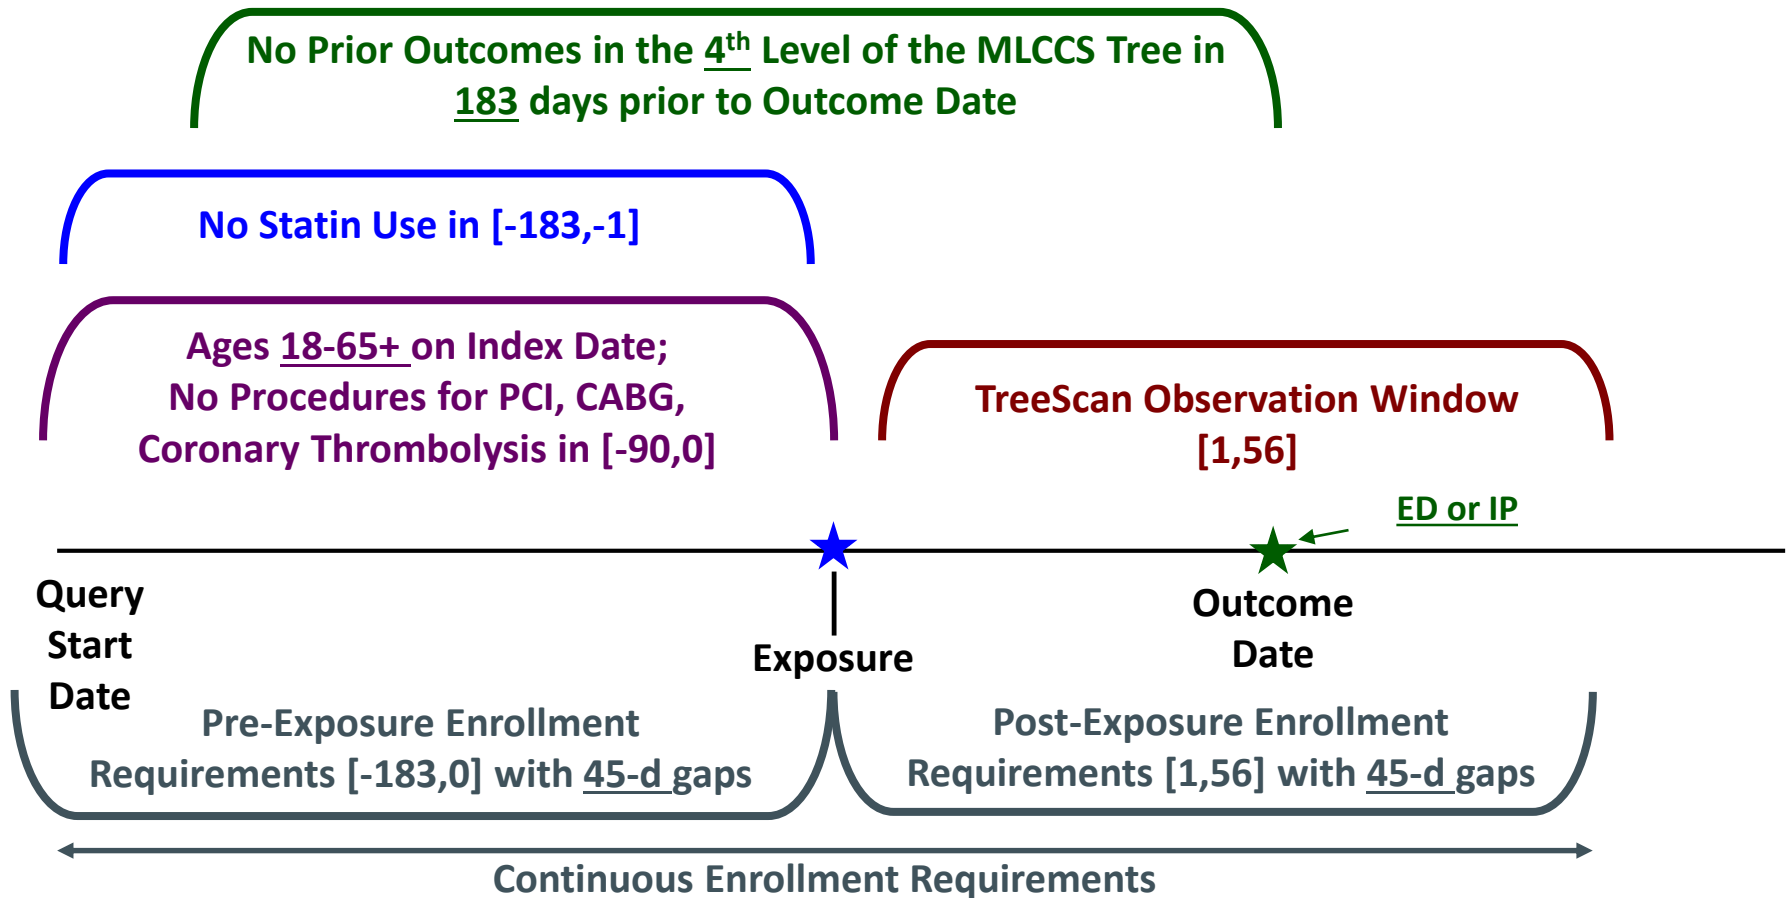 No Prior Outcomes in the 4th Level of the MLCCS Tree in
183 days prior to Outcome Date
No Statin Use in [-183,-1]
Ages 18-65+ on Index Date;
No Procedures for PCI, CABG,
Coronary Thrombolysis in [-90,0]
TreeScan Observation Window
[1,56]
ED or IP
Query
Start
Date
Exposure
Outcome
Date
Pre-Exposure Enrollment
Requirements [-183,0] with 45-d gaps
Post-Exposure Enrollment
Requirements [1,56] with 45-d gaps
Continuous Enrollment Requirements